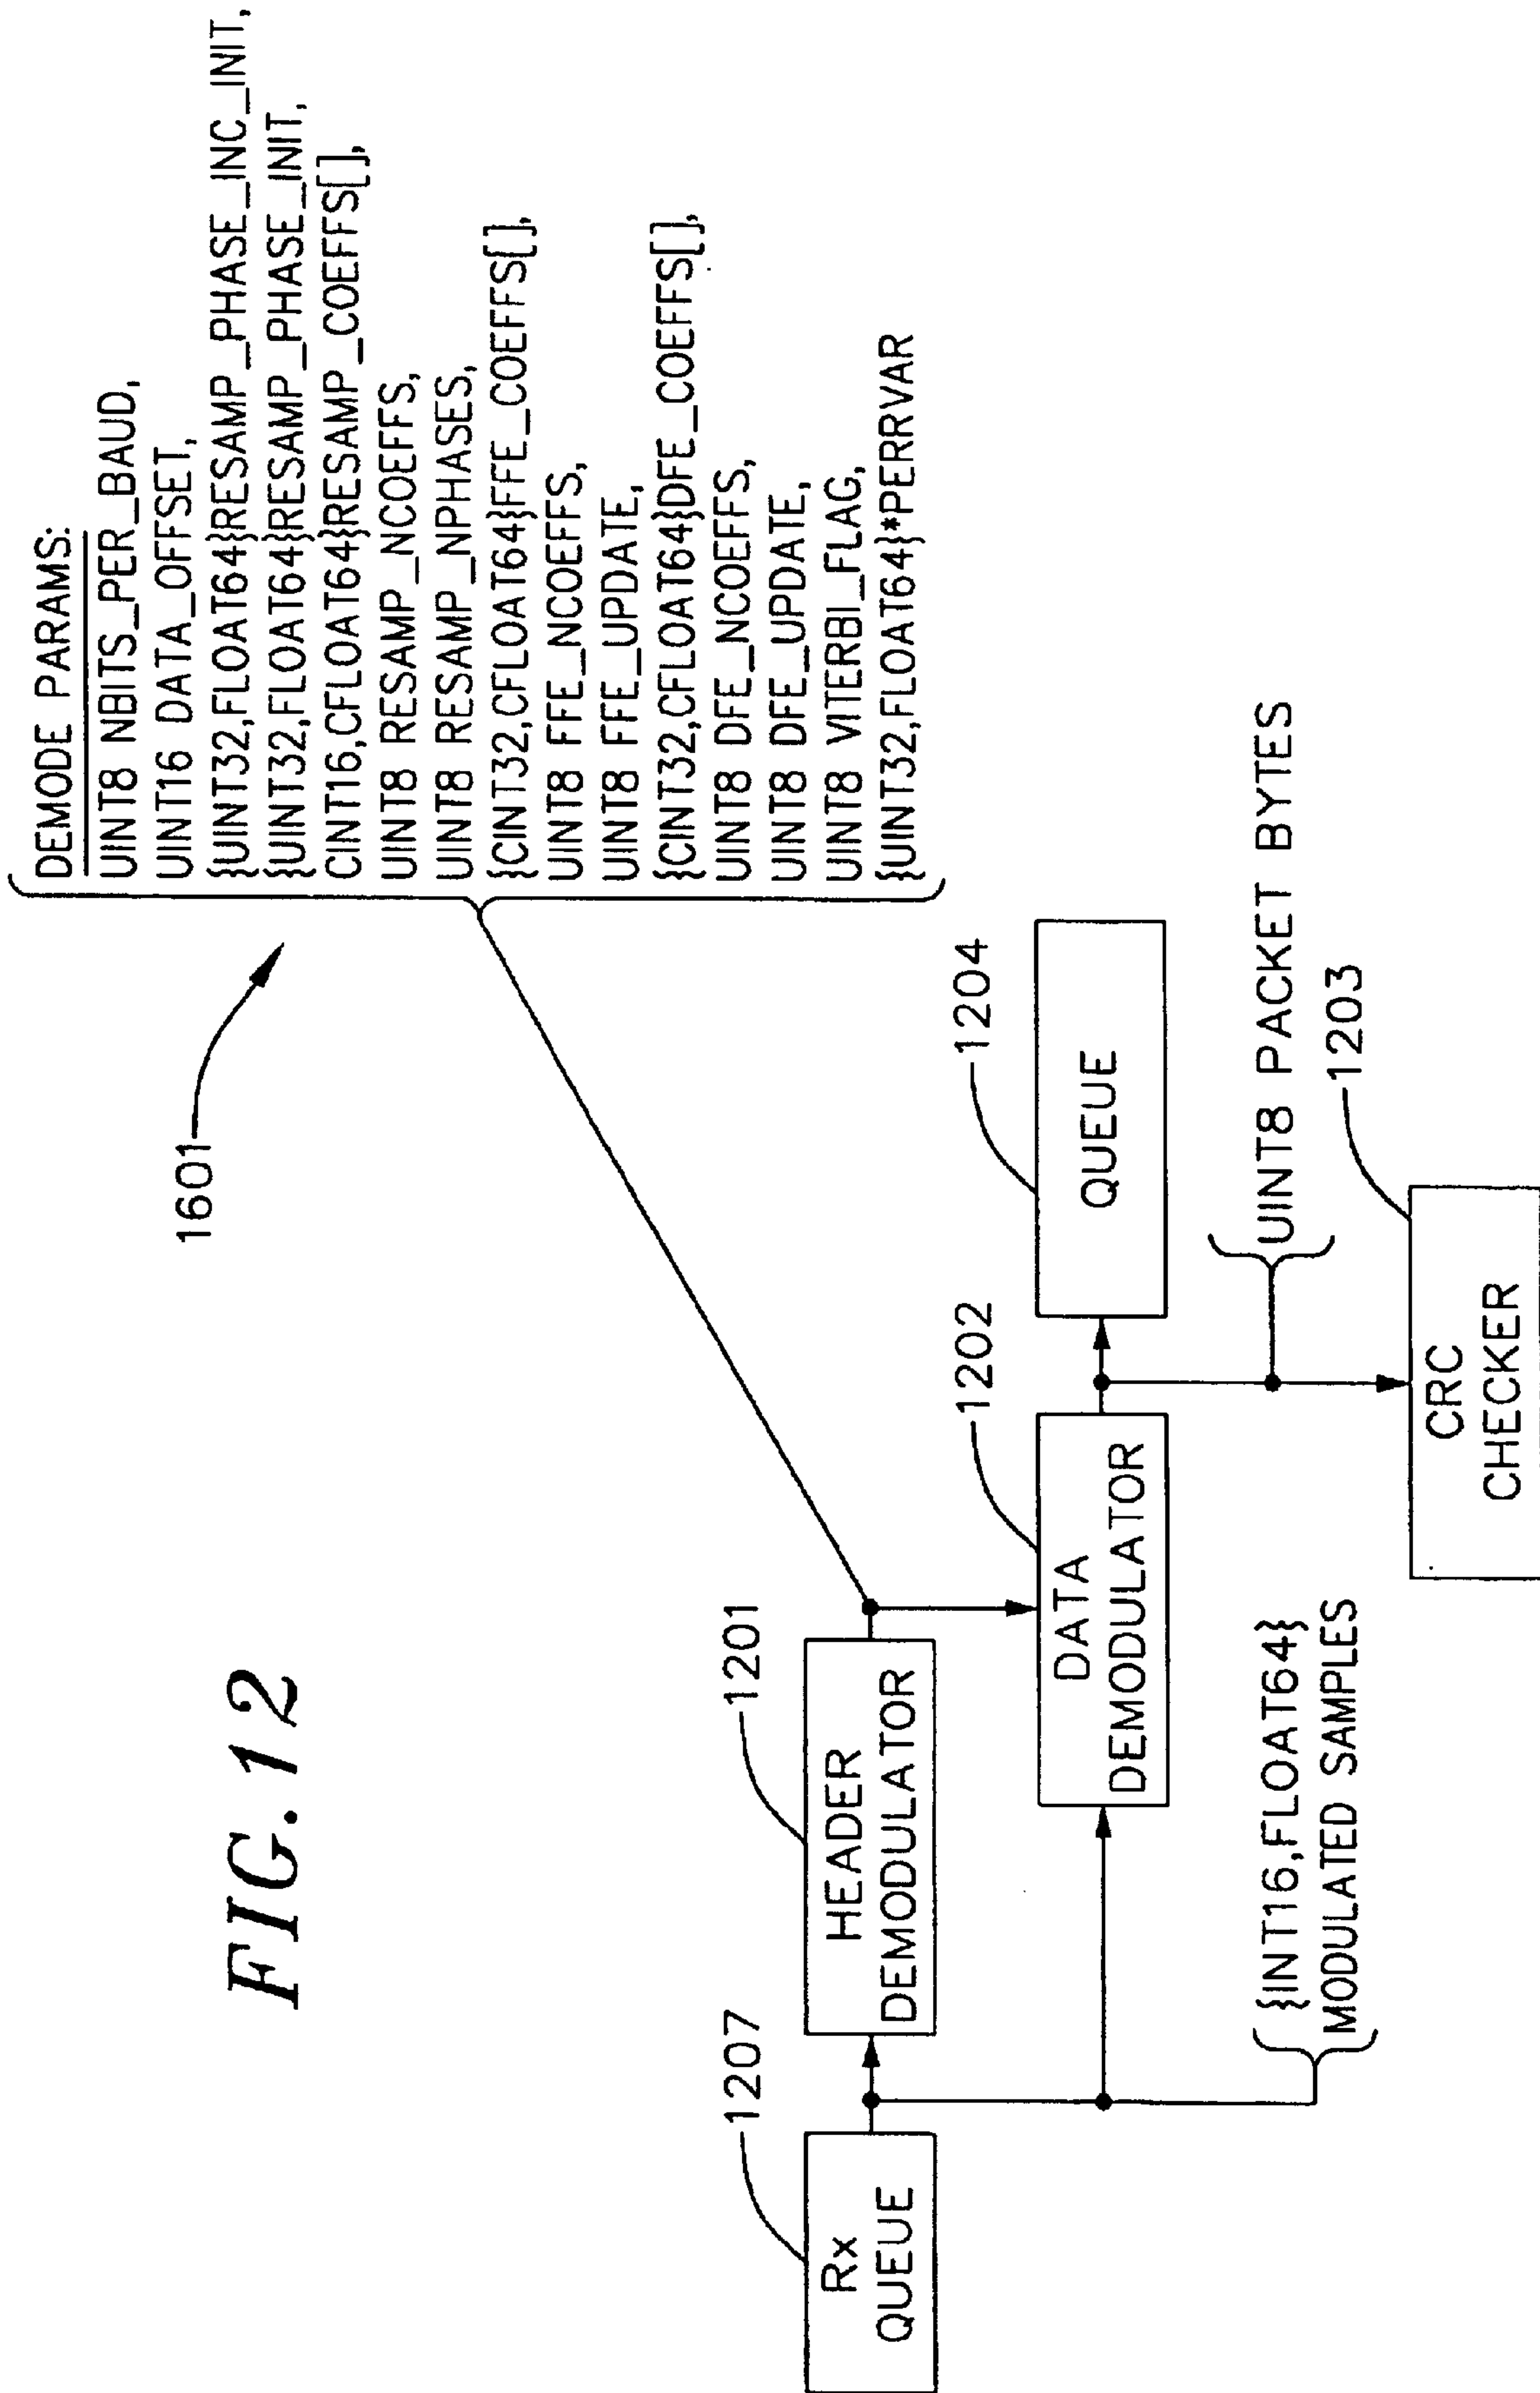 FIG. 12
1601
DEMODE PARAMS:
UINT8 NBITS_PER_BAUD,
UINT16 DATA_OFFSET,
{UINT32,FLOAT64}RESAMP_PHASE_INC_INIT,
{UINT32,FLOAT64}RESAMP_PHASE_INIT,
CINT16,CFLOAT64}RESAMP_COEFFS[],
UINT8 RESAMP_NCOEFFS,
UINT8 RESAMP_NPHASES,
{CINT32,CFLOAT64}FFE_COEFFS[],
UINT8 FFE_NCOEFFS,
UINT8 FFE_UPDATE,
{CINT32,CFLOAT64}DFE_COEFFS[],
UINT8 DFE_NCOEFFS,
UINT8 DFE_UPDATE,
UINT8 VITERBI_FLAG,
{UINT32,FLOAT64}*PERRVAR
1207
Rx
QUEUE
1201
HEADER
DEMODULATOR
1202
DATA
DEMODULATOR
1204
QUEUE
{INT16,FLOAT64}
MODULATED SAMPLES
UINT8 PACKET BYTES
1203
CRC
CHECKER